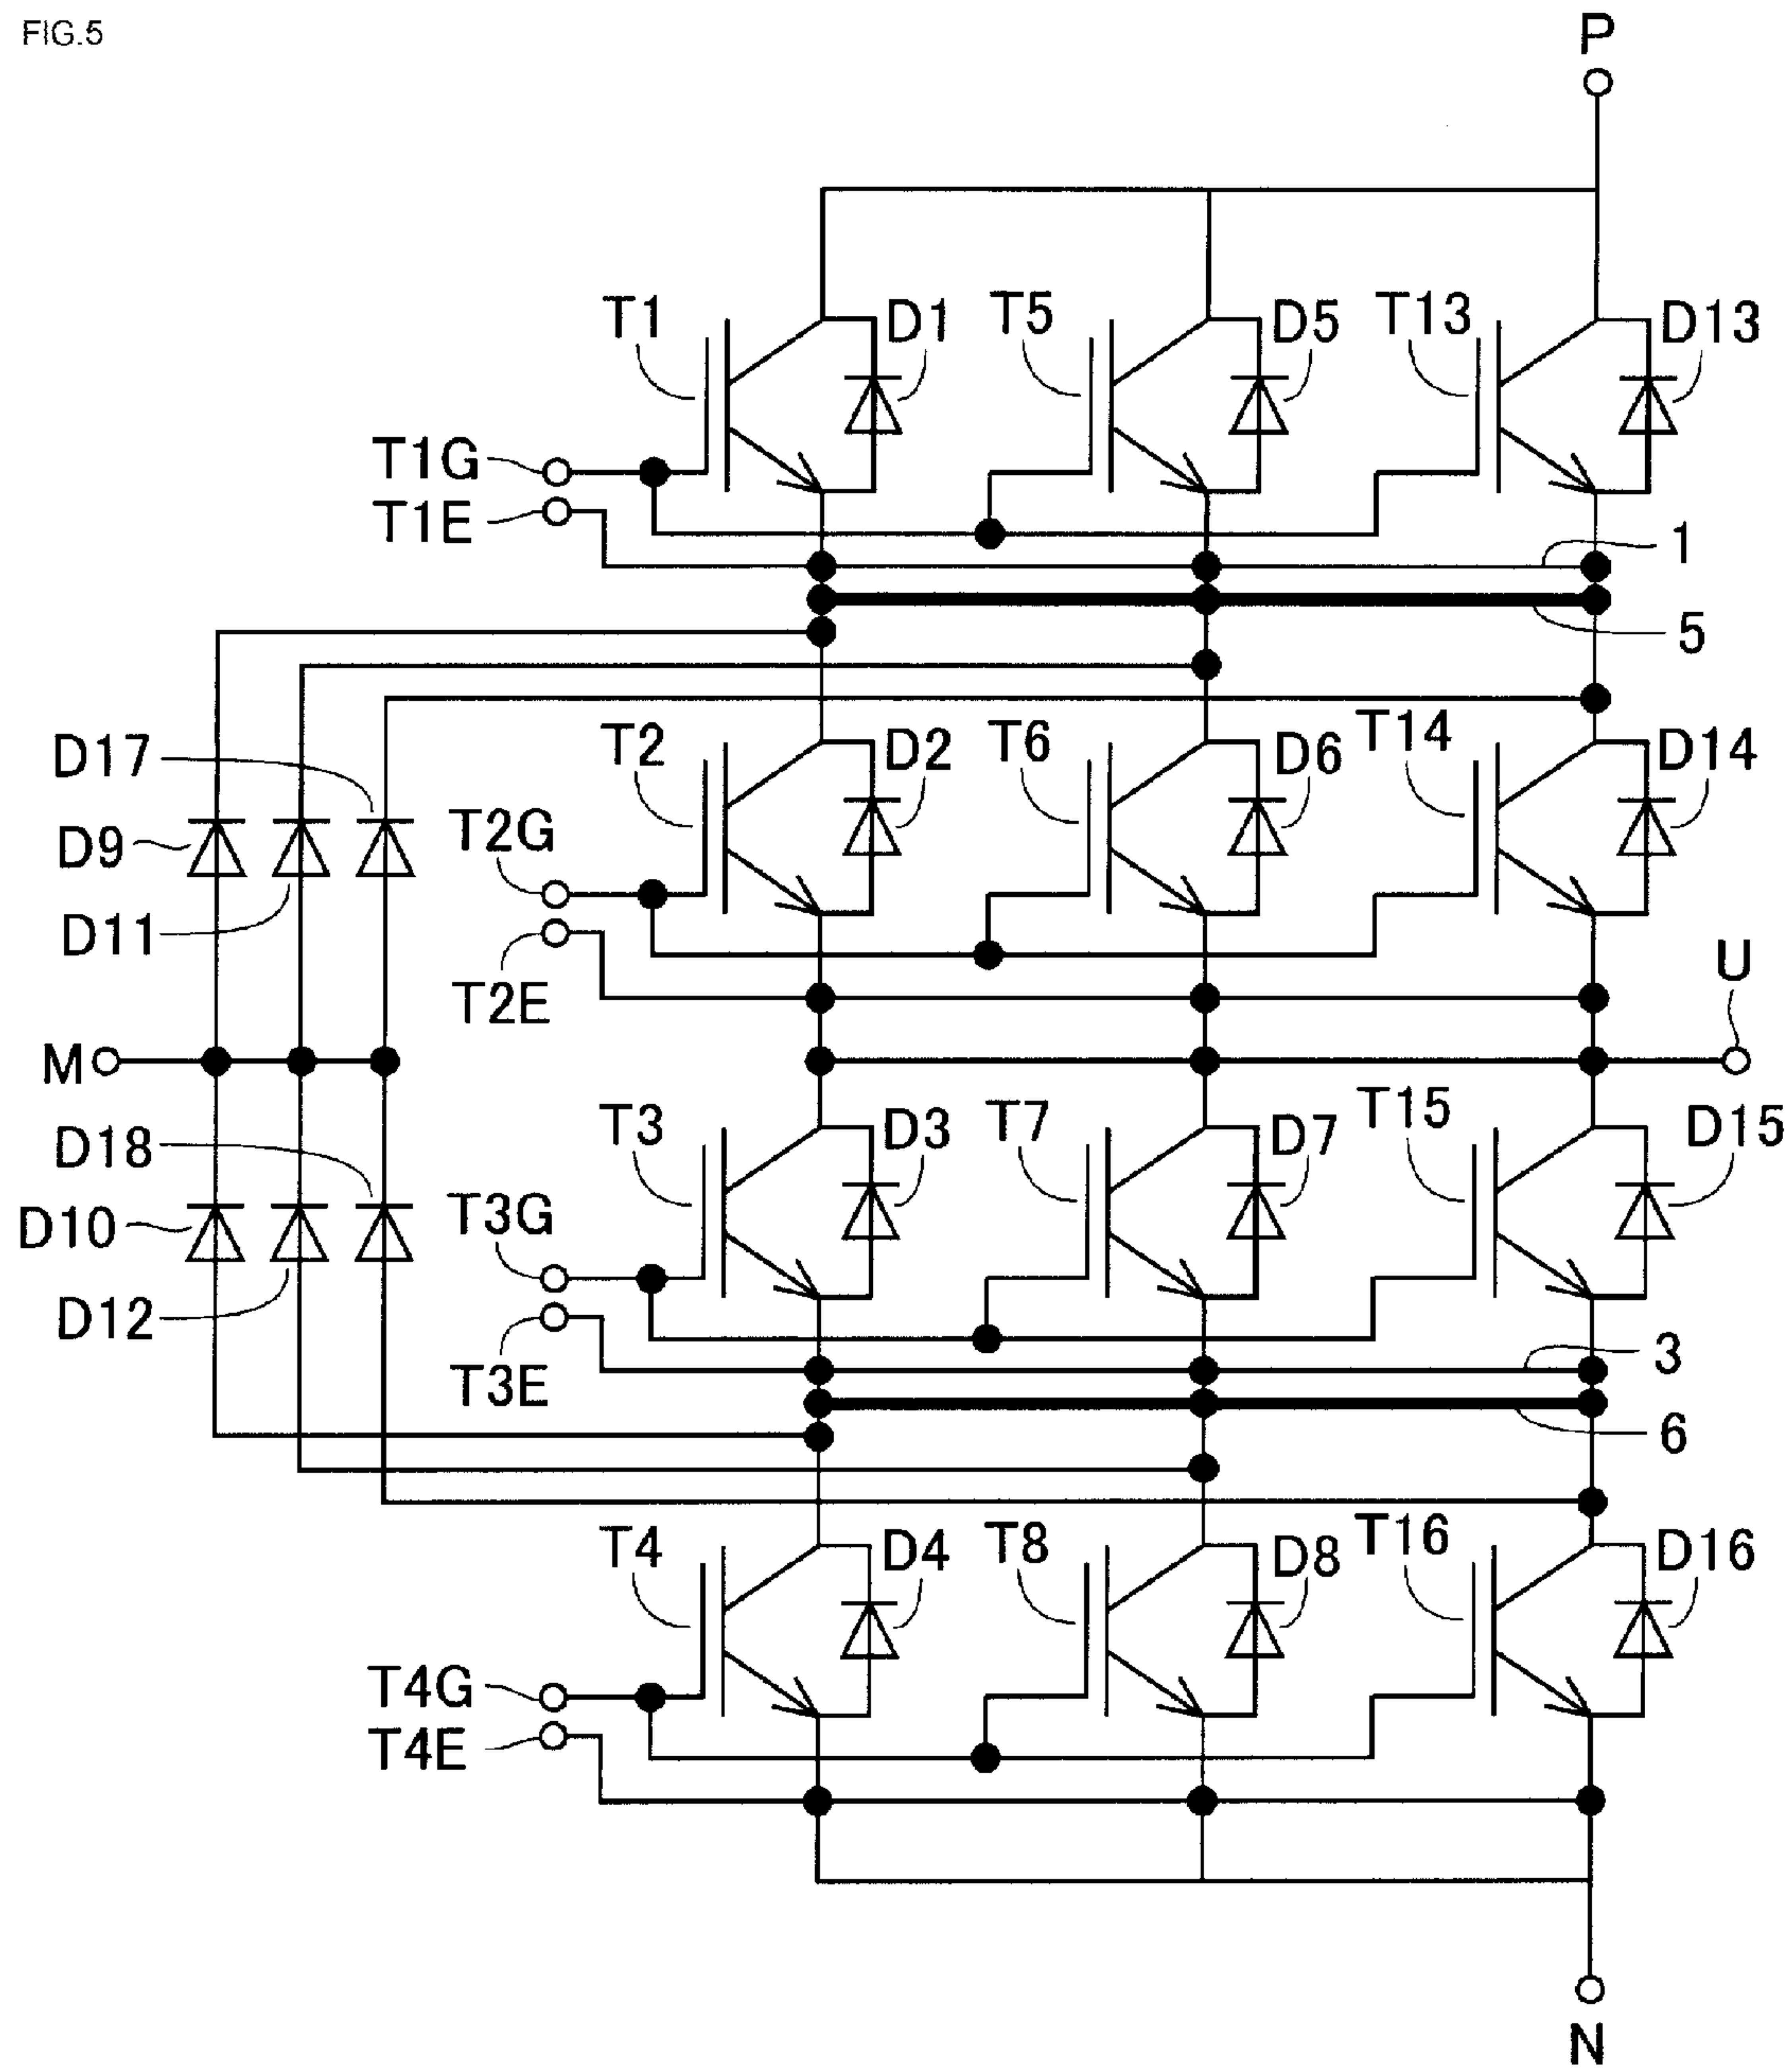 FIG.5
P
T1
D1
T5
D5
T13
D13
T1G
T1E
1
5
D17
T2
D2
T6
D6
T14
D14
D9
T2G
D11
T2E
U
M
D18
T3
D3
T7
D7
T15
D15
D10
T3G
D12
T3E
3
6
T4
D4
T8
D8
T16
D16
T4G
T4E
N